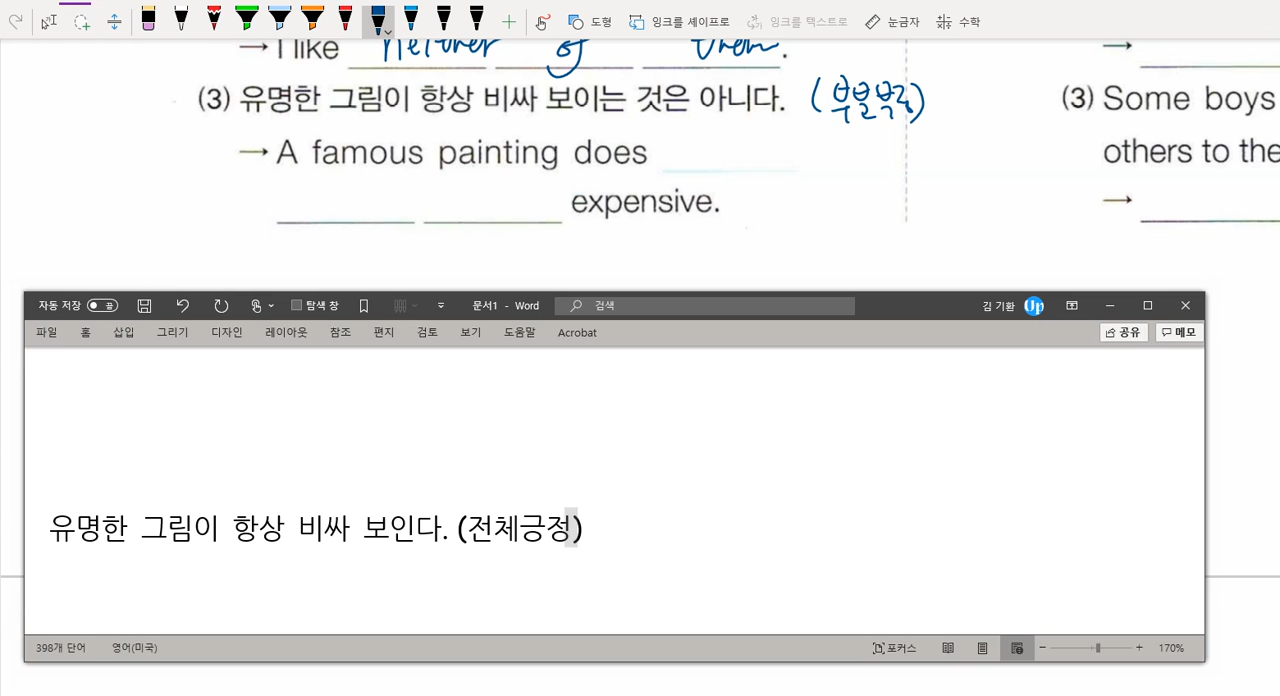 도형
잉크를 셰이프로
잉크를 텍스트로
눈금자
수학
→ I like neither of them.
(3) 유명한 그림이 항상 비싸 보이는 것은 아니다. (부분부정)
→ A famous painting does
expensive.
→
(3) Some boys
others to the
→
자동 저장 끔 탐색 창 문서1 - Word 검색 김 기환 Up
파일 홈 삽입 그리기 디자인 레이아웃 참조 편지 검토 보기 도움말 Acrobat 공유 메모
유명한 그림이 항상 비싸 보인다. (전체긍정)
398개 단어 영어(미국) 포커스 170%